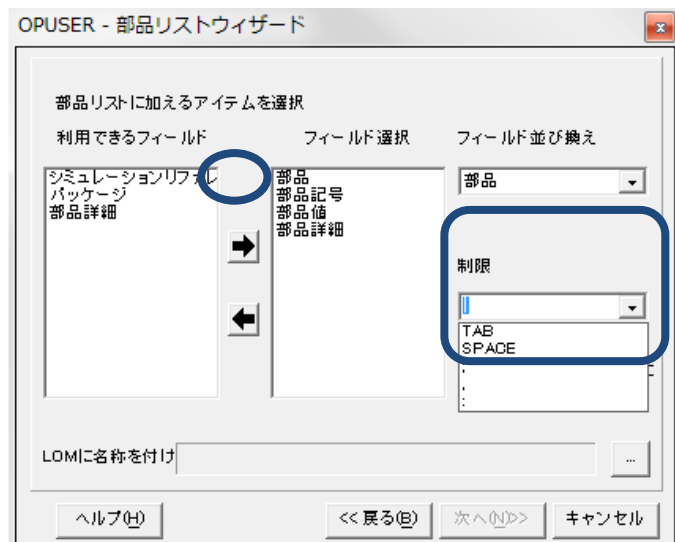 OPUSER - 部品リストウィザード
部品リストに加えるアイテムを選択
利用できるフィールド
フィールド選択
フィールド並び換え
シミュレーションリファレ
パッケージ
部品詳細
部品
部品記号
部品値
部品詳細
部品
制限
TAB
SPACE
LOMに名称を付け
...
ヘルプ(H)
<< 戻る(B)
次へ(N)>>
キャンセル